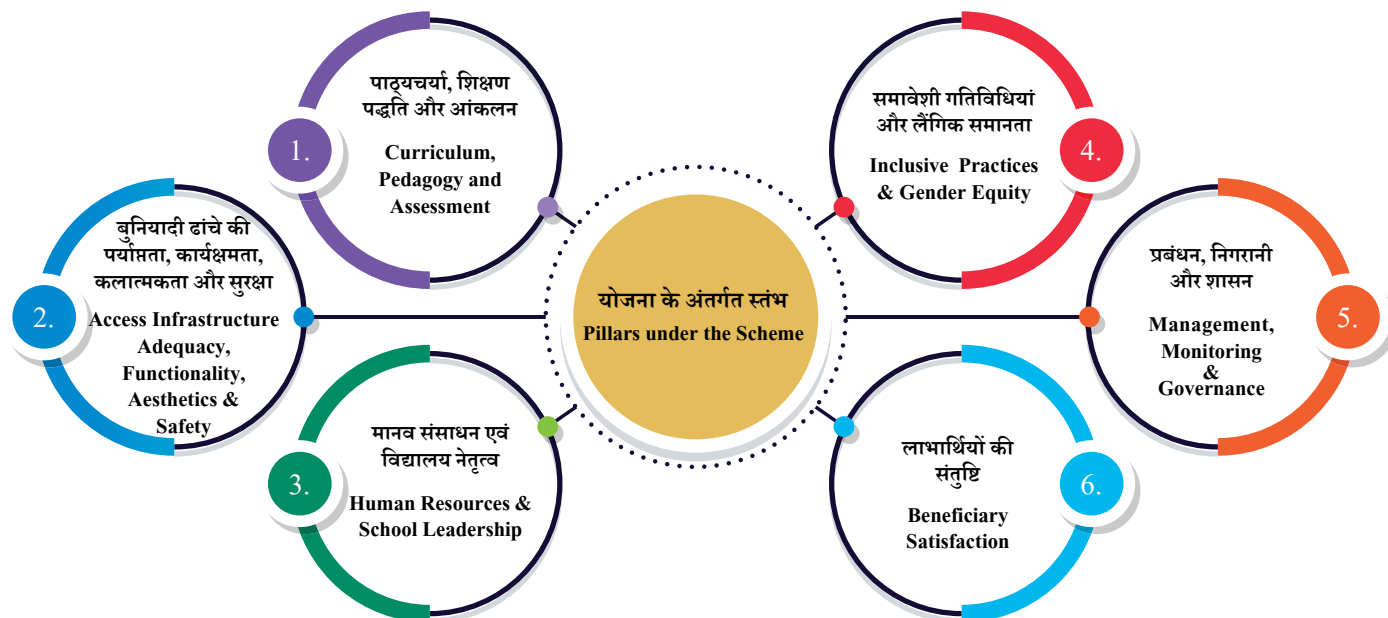 योजना के अंतर्गत स्तंभ
Pillars under the Scheme
1.
पाठ्यचर्या, शिक्षण
पद्धति और आंकलन
Curriculum,
Pedagogy and
Assessment
2.
बुनियादी ढांचे की
पर्याप्तता, कार्यक्षमता,
कलात्मकता और सुरक्षा
Access Infrastructure
Adequacy,
Functionality,
Aesthetics &
Safety
3.
मानव संसाधन एवं
विद्यालय नेतृत्व
Human Resources &
School Leadership
4.
समावेशी गतिविधियां
और लैंगिक समानता
Inclusive Practices
& Gender Equity
5.
प्रबंधन, निगरानी
और शासन
Management,
Monitoring
&
Governance
6.
लाभार्थियों की
संतुष्टि
Beneficiary
Satisfaction